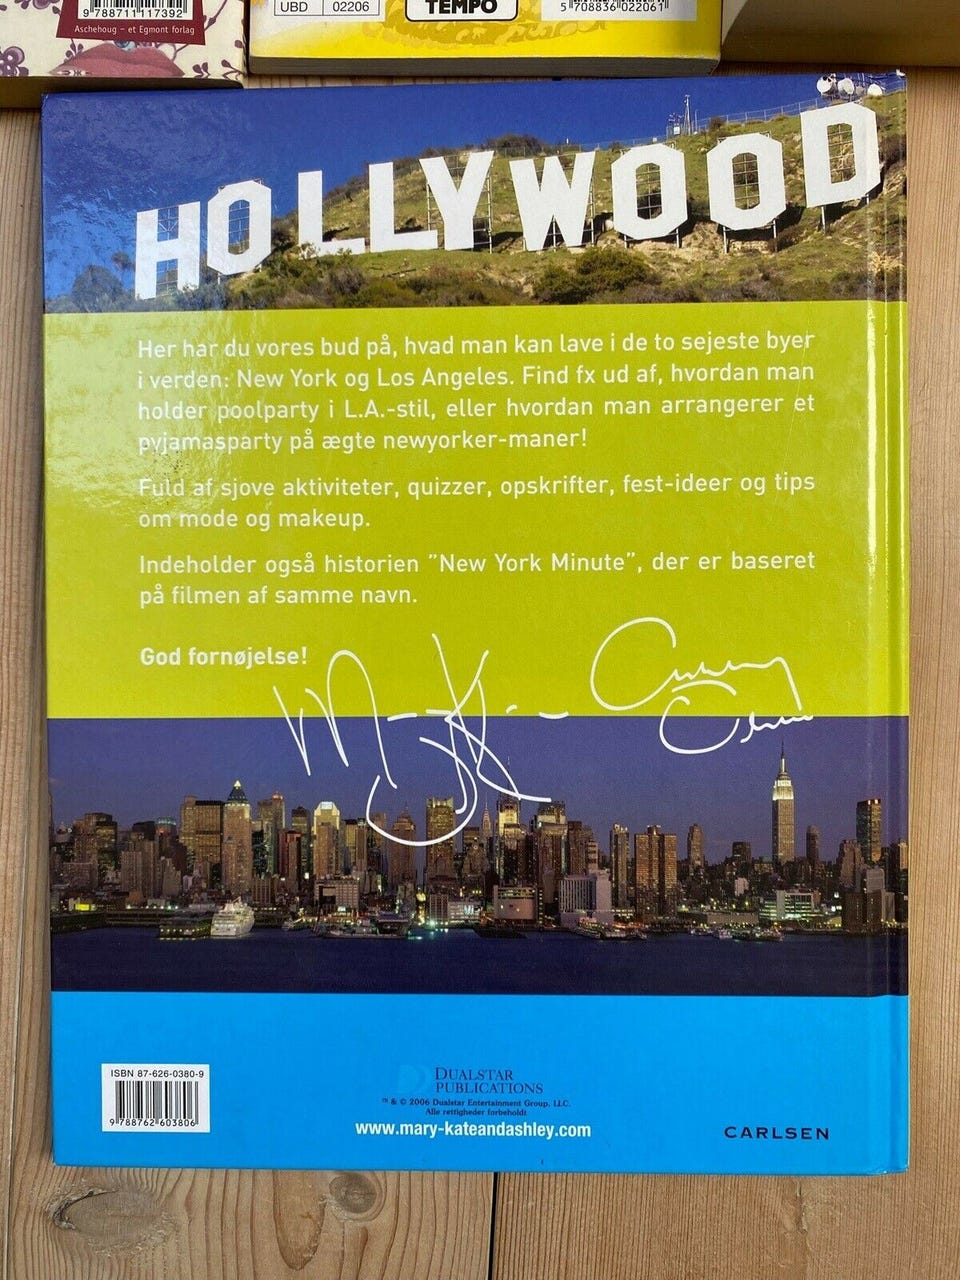 9 788711 117392
Aschehoug – et Egmont forlag
UBD
02206
TEMPO
5 708836 022061
HOLLYWOOD
Her har du vores bud på, hvad man kan lave i de to sejeste byer
i verden: New York og Los Angeles. Find fx ud af, hvordan man
holder poolparty i L.A.-stil, eller hvordan man arrangerer et
pyjamasparty på ægte newyorker-maner!
Fuld af sjove aktiviteter, quizzer, opskrifter, fest-ideer og tips
om mode og makeup.
Indeholder også historien ”New York Minute”, der er baseret
på filmen af samme navn.
God fornøjelse!
Mary-Kate
Ashley Olsen
ISBN 87-626-0380-9
9 788762 603806
DUALSTAR
PUBLICATIONS
™ & © 2006 Dualstar Entertainment Group, LLC.
Alle rettigheder forbeholdt
www.mary-kateandashley.com
CARLSEN